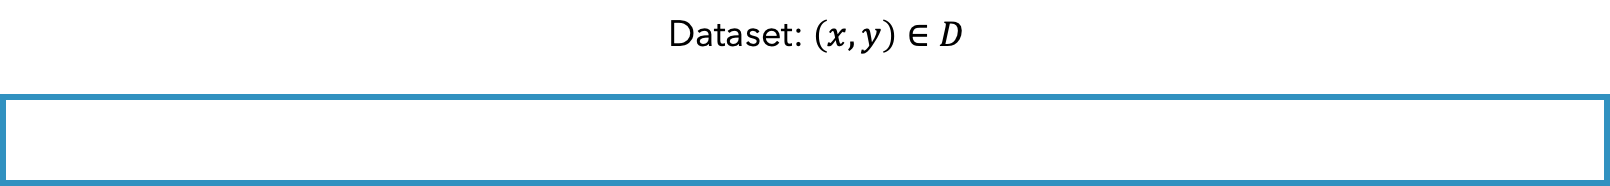 Dataset: (𝑥, 𝑦) ∈ 𝐷